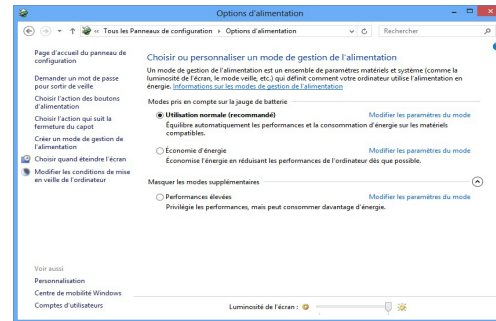 Options d'alimentation
« Tous les Panneaux de configuration ▸ Options d'alimentation
Rechercher
Page d'accueil du panneau de
configuration
Demander un mot de passe
pour sortir de veille
Choisir l'action des boutons
d'alimentation
Choisir l'action qui suit la
fermeture du capot
Créer un mode de gestion de
l'alimentation
Choisir quand éteindre l'écran
Modifier les conditions de mise
en veille de l'ordinateur
Choisir ou personnaliser un mode de gestion de l'alimentation
Un mode de gestion de l'alimentation est un ensemble de paramètres matériels et système (comme la
luminosité de l'écran, le mode veille, etc.) qui définit comment votre ordinateur utilise l'alimentation en
énergie. Informations sur les modes de gestion de l'alimentation
Modes pris en compte sur la jauge de batterie
Utilisation normale (recommandé) Modifier les paramètres du mode
Équilibre automatiquement les performances et la consommation d'énergie sur les matériels
compatibles.
Économie d'énergie Modifier les paramètres du mode
Économise l'énergie en réduisant les performances de l'ordinateur dès que possible.
Masquer les modes supplémentaires
Performances élevées Modifier les paramètres du mode
Privilégie les performances, mais peut consommer davantage d'énergie.
Voir aussi
Personnalisation
Centre de mobilité Windows
Comptes d'utilisateurs
Luminosité de l'écran :